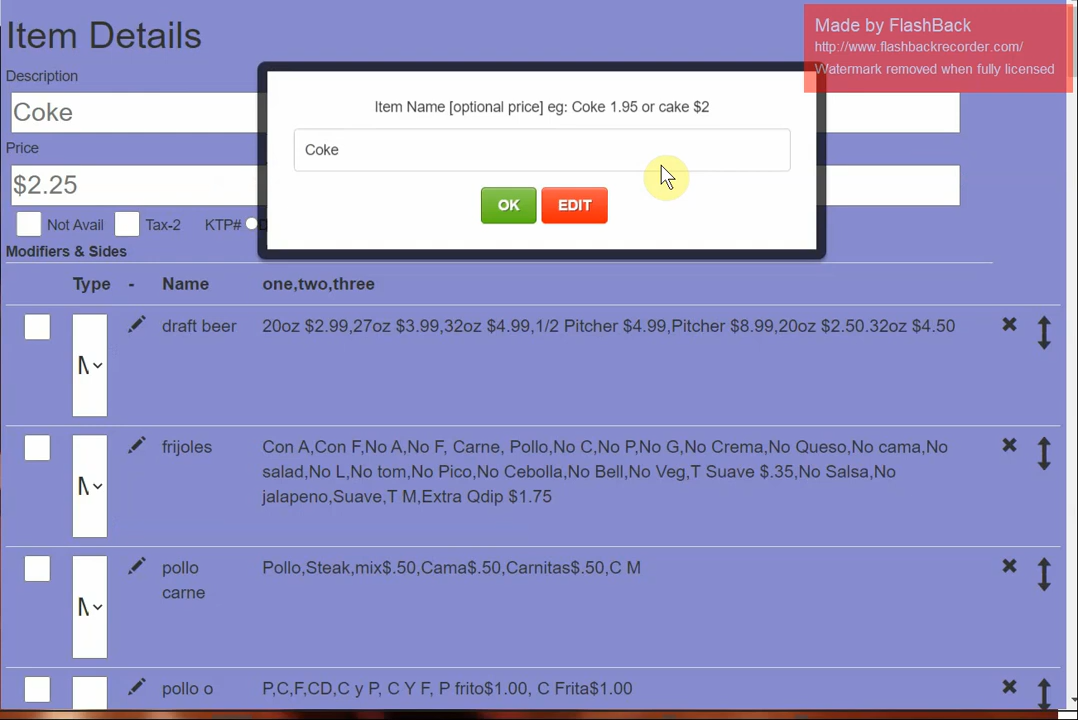 Item Details
Made by FlashBack
http://www.flashbackrecorder.com/
Watermark removed when fully licensed
Description
Coke
Item Name [optional price] eg: Coke 1.95 or cake $2
Coke
Price
$2.25
OK EDIT
Not Avail Tax-2 KTP#
Modifiers & Sides
Type - Name one,two,three
draft beer 20oz $2.99,27oz $3.99,32oz $4.99,1/2 Pitcher $4.99,Pitcher $8.99,20oz $2.50.32oz $4.50
frijoles Con A,Con F,No A,No F, Carne, Pollo,No C,No P,No G,No Crema,No Queso,No cama,No
salad,No L,No tom,No Pico,No Cebolla,No Bell,No Veg,T Suave $.35,No Salsa,No
jalapeno,Suave,T M,Extra Qdip $1.75
pollo Pollo,Steak,mix$.50,Cama$.50,Carnitas$.50,C M
carne
pollo o P,C,F,CD,C y P, C Y F, P frito$1.00, C Frita$1.00